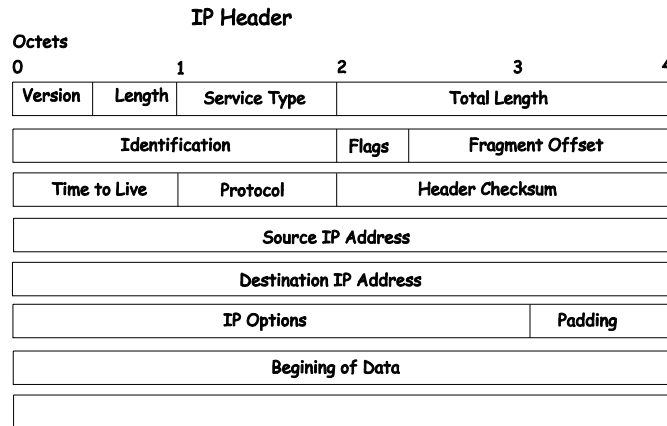 IP Header
Octets
0 1 2 3 4
Version Length Service Type Total Length
Identification Flags Fragment Offset
Time to Live Protocol Header Checksum
Source IP Address
Destination IP Address
IP Options Padding
Begining of Data